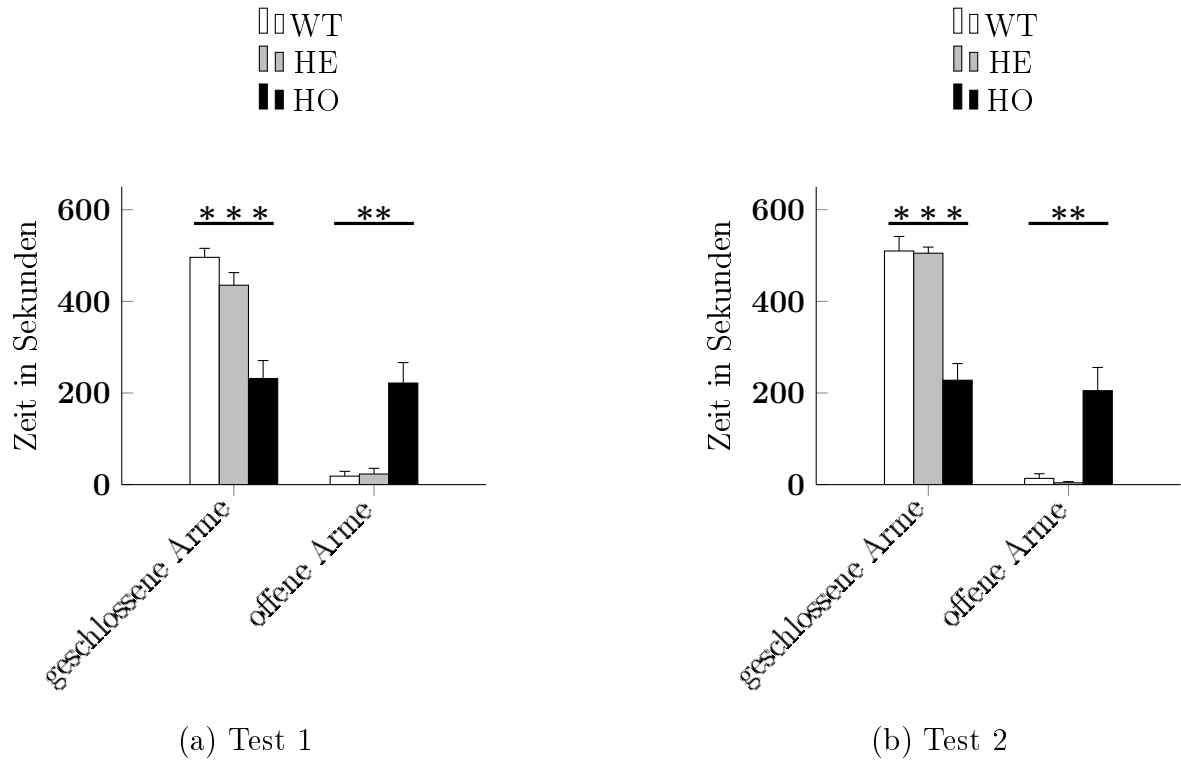 WT
HE
HO
Zeit in Sekunden
600
400
200
0
* * *
**
geschlossene Arme
offene Arme
(a) Test 1
WT
HE
HO
Zeit in Sekunden
600
400
200
0
* * *
**
geschlossene Arme
offene Arme
(b) Test 2